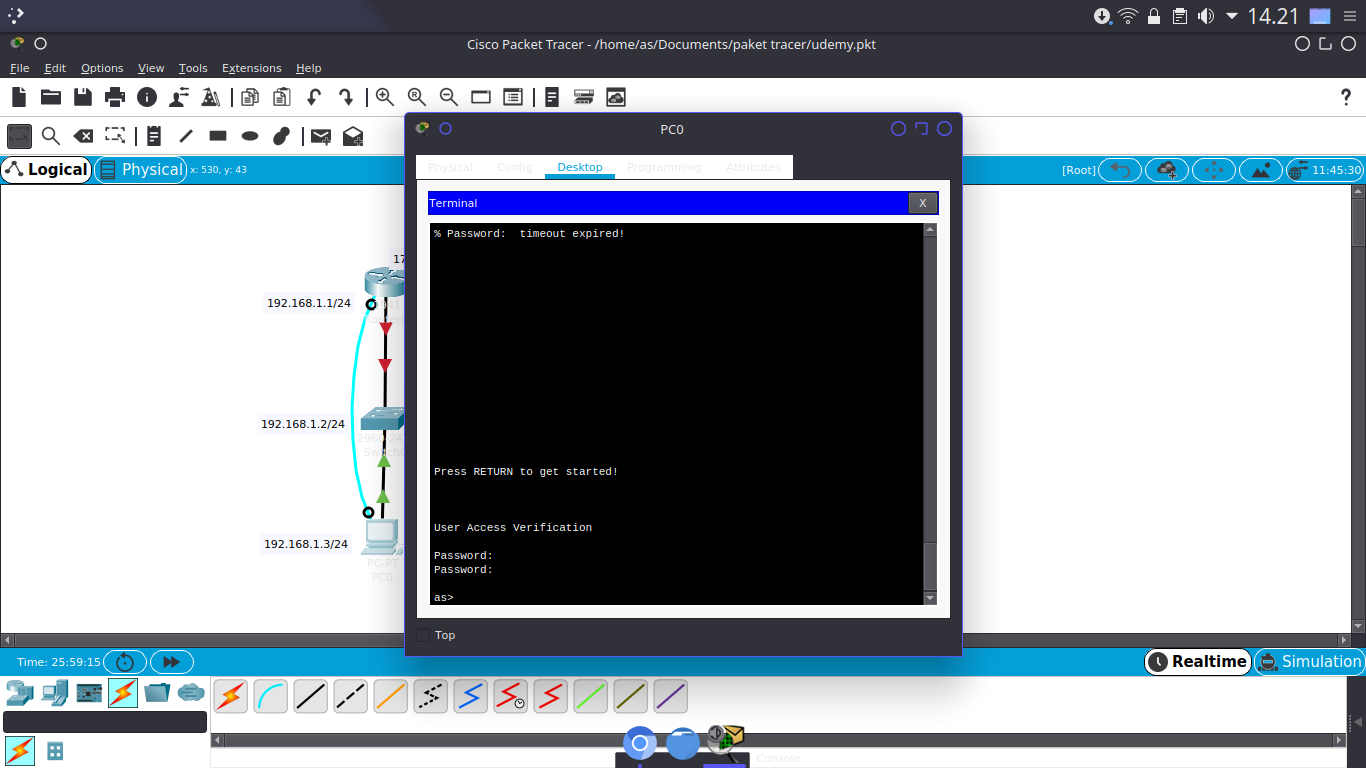 14.21
Cisco Packet Tracer - /home/as/Documents/paket tracer/udemy.pkt
File Edit Options View Tools Extensions Help
?
PC0
Physical Config Desktop Programming Attributes
Logical Physical x: 530, y: 43
[Root] 11:45:30
Terminal X
% Password:  timeout expired!
17
192.168.1.1/24
192.168.1.2/24
Press RETURN to get started!
User Access Verification
192.168.1.3/24
Password:
Password:
PC-PT
PC0
as>
Top
Time: 25:59:15
Realtime Simulation
Console